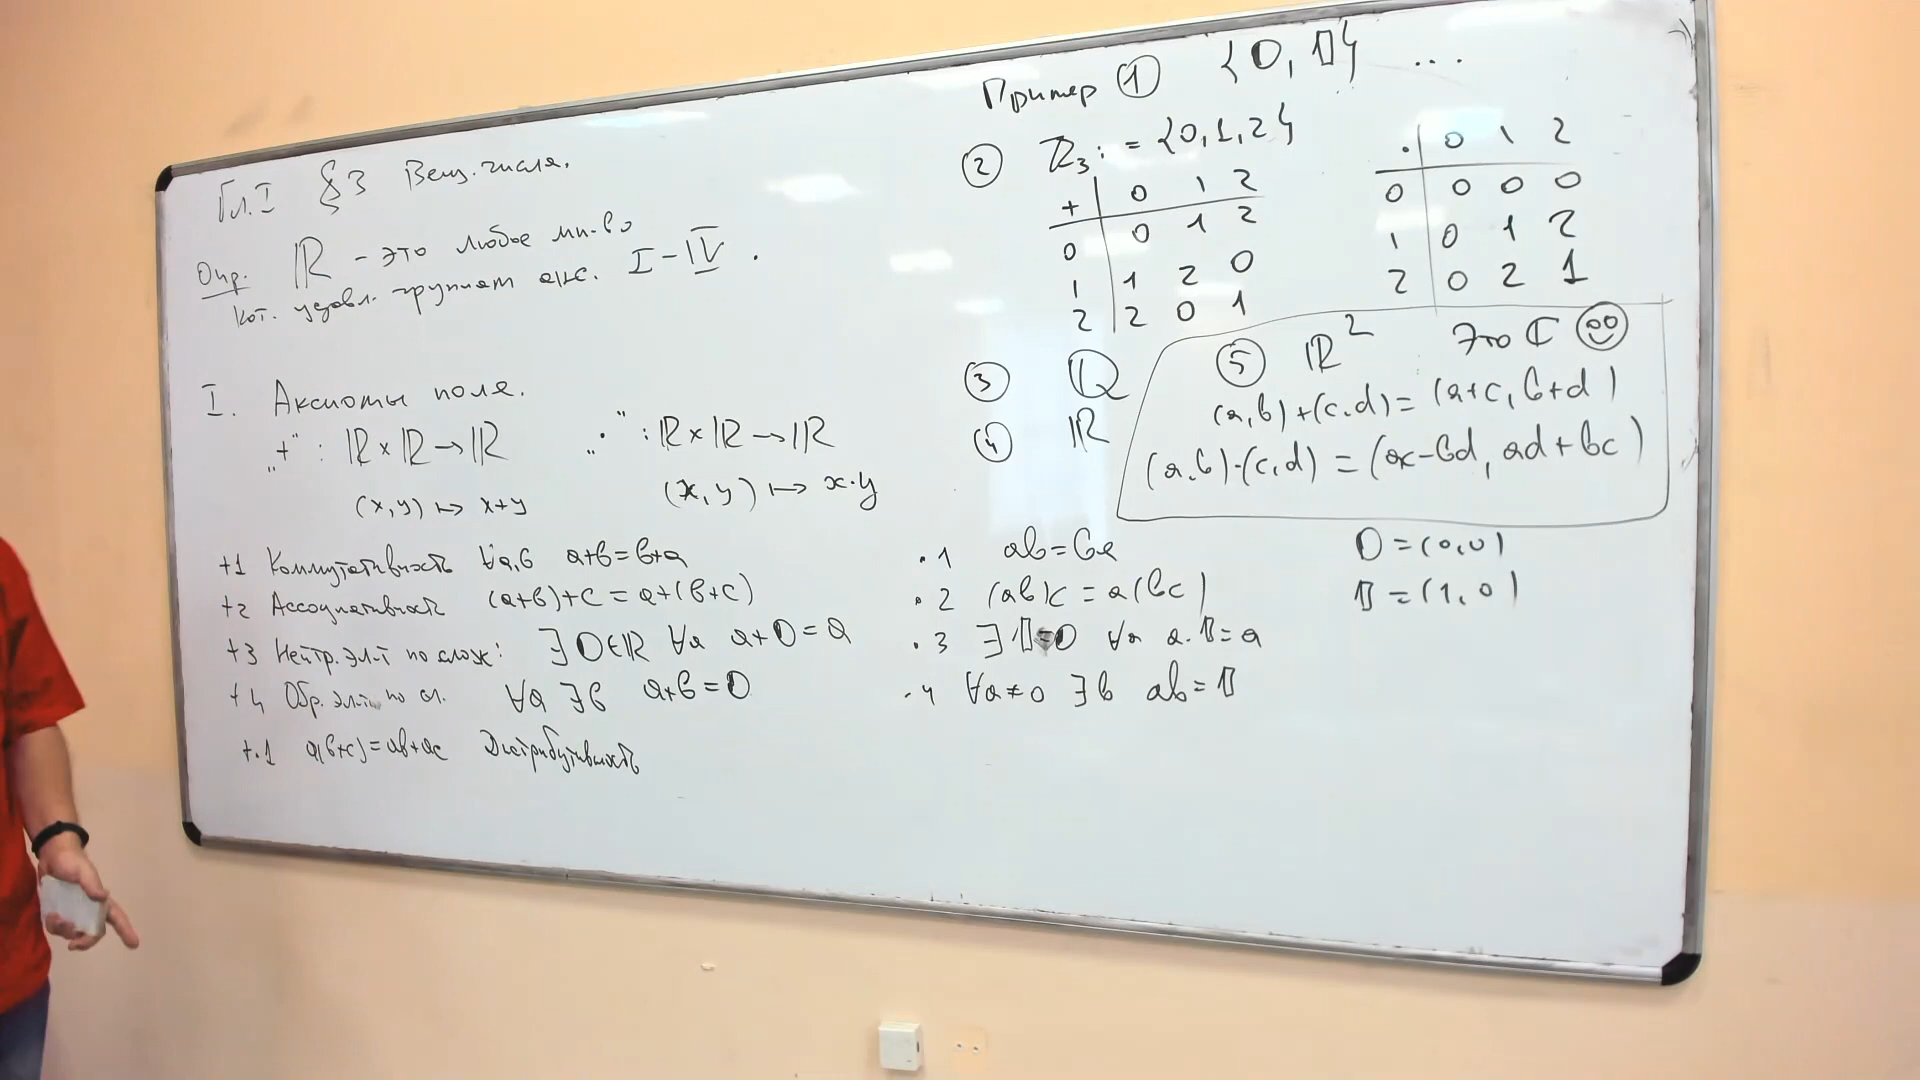 Гл. I §3 Вещ. числа.
Опр. ℝ - это любое мн-во
кот. удовл. группам акс. I-IV.
I. Аксиомы поля.
„+“ : ℝ×ℝ→ℝ „·“ : ℝ×ℝ→ℝ
(x,y) ↦ x+y (x,y) ↦ x·y
+1 Коммутативность ∀a,b a+b=b+a
+2 Ассоциативность (a+b)+c=a+(b+c)
+3 Нейтр. эл-т по слож: ∃ 𝟘∈ℝ ∀a a+𝟘=a
+4 Обр. эл-т по сл. ∀a ∃b a+b=𝟘
+·1 a(b+c)=ab+ac Дистрибутивность
Пример ① {𝟘, 𝟙} ...
② ℤ₃ := {0,1,2}
+ | 0 1 2
0 | 0 1 2
1 | 1 2 0
2 | 2 0 1
· | 0 1 2
0 | 0 0 0
1 | 0 1 2
2 | 0 2 1
③ ℚ
④ ℝ
⑤ ℝ² Это ℂ
(a,b)+(c,d)=(a+c,b+d)
(a,b)·(c,d)=(ac-bd, ad+bc)
·1 ab=ba
·2 (ab)c=a(bc)
·3 ∃ 𝟙≠𝟘 ∀a a·𝟙=a
·4 ∀a≠0 ∃b ab=𝟙
𝟘=(0,0)
𝟙=(1,0)